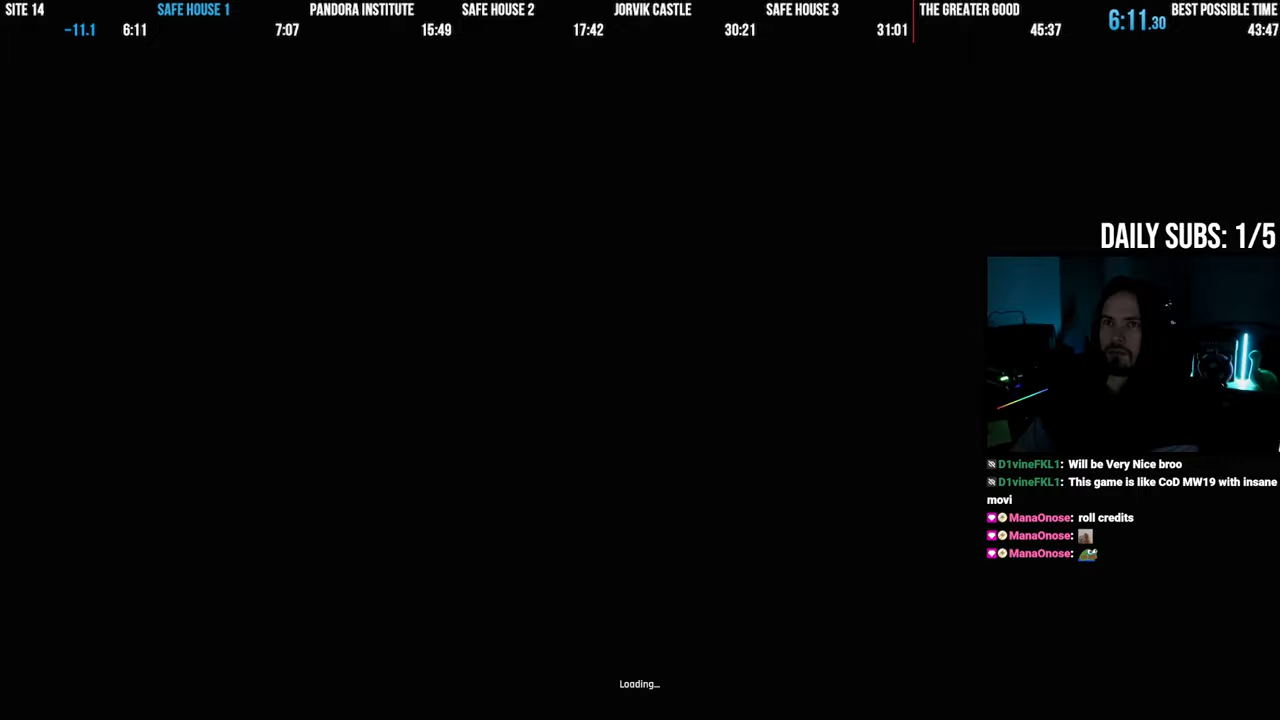 SITE 14 SAFE HOUSE 1 PANDORA INSTITUTE SAFE HOUSE 2 JORVIK CASTLE SAFE HOUSE 3 THE GREATER GOOD 6:11.30 BEST POSSIBLE TIME
-11.1 6:11 7:07 15:49 17:42 30:21 31:01 45:37 43:47
DAILY SUBS: 1/5
D1vineFKL1: Will be Very Nice broo
D1vineFKL1: This game is like CoD MW19 with insane
movi
ManaOnose: roll credits
ManaOnose:
ManaOnose:
Loading...